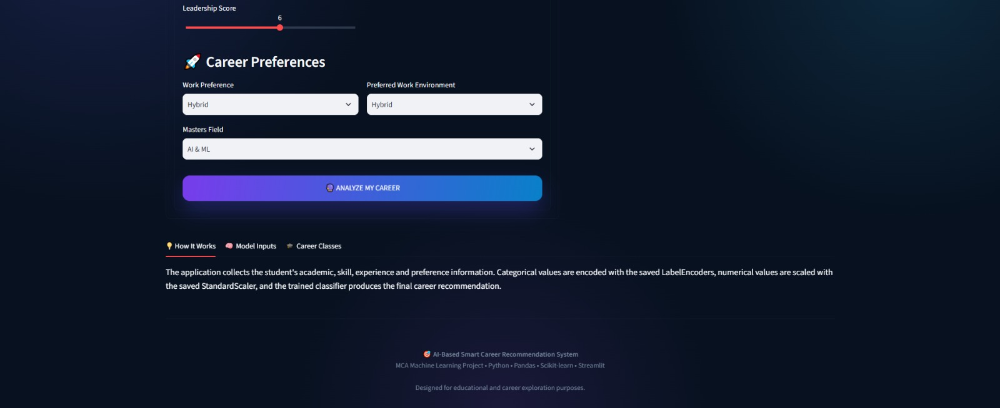 Leadership Score
6
🚀 Career Preferences
Work Preference
Preferred Work Environment
Hybrid
Hybrid
Masters Field
AI & ML
🔮 ANALYZE MY CAREER
💡 How It Works
🧠 Model Inputs
🎓 Career Classes
The application collects the student's academic, skill, experience and preference information. Categorical values are encoded with the saved LabelEncoders, numerical values are scaled with
the saved StandardScaler, and the trained classifier produces the final career recommendation.
🎯 AI-Based Smart Career Recommendation System
MCA Machine Learning Project • Python • Pandas • Scikit-learn • Streamlit
Designed for educational and career exploration purposes.